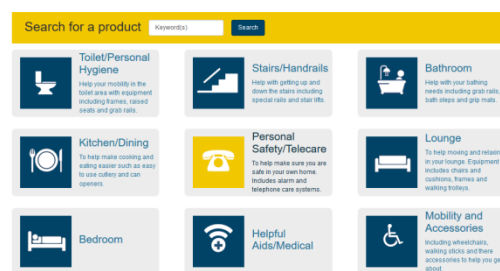 Search for a product
Keyword(s)
Search
Toilet/Personal
Hygiene
Help your mobility in the
toilet area with equipment
including frames, raised
seats and grab rails.
Stairs/Handrails
Help with getting up and
down the stairs including
special rails and stair lifts.
Bathroom
Help with your bathing
needs including grab rails,
bath steps and grip mats.
Kitchen/Dining
To help make cooking and
eating easier such as easy
to use cutlery and can
openers.
Personal
Safety/Telecare
To help make sure you are
safe in your own home.
Includes alarm and
telephone care systems.
Lounge
To help moving and relaxin
in your lounge. Equipment
includes chairs and
cushions, frames and
walking trolleys.
Bedroom
Helpful
Aids/Medical
Mobility and
Accessories
Including wheelchairs,
walking sticks and there
accessories to help you ge
about.